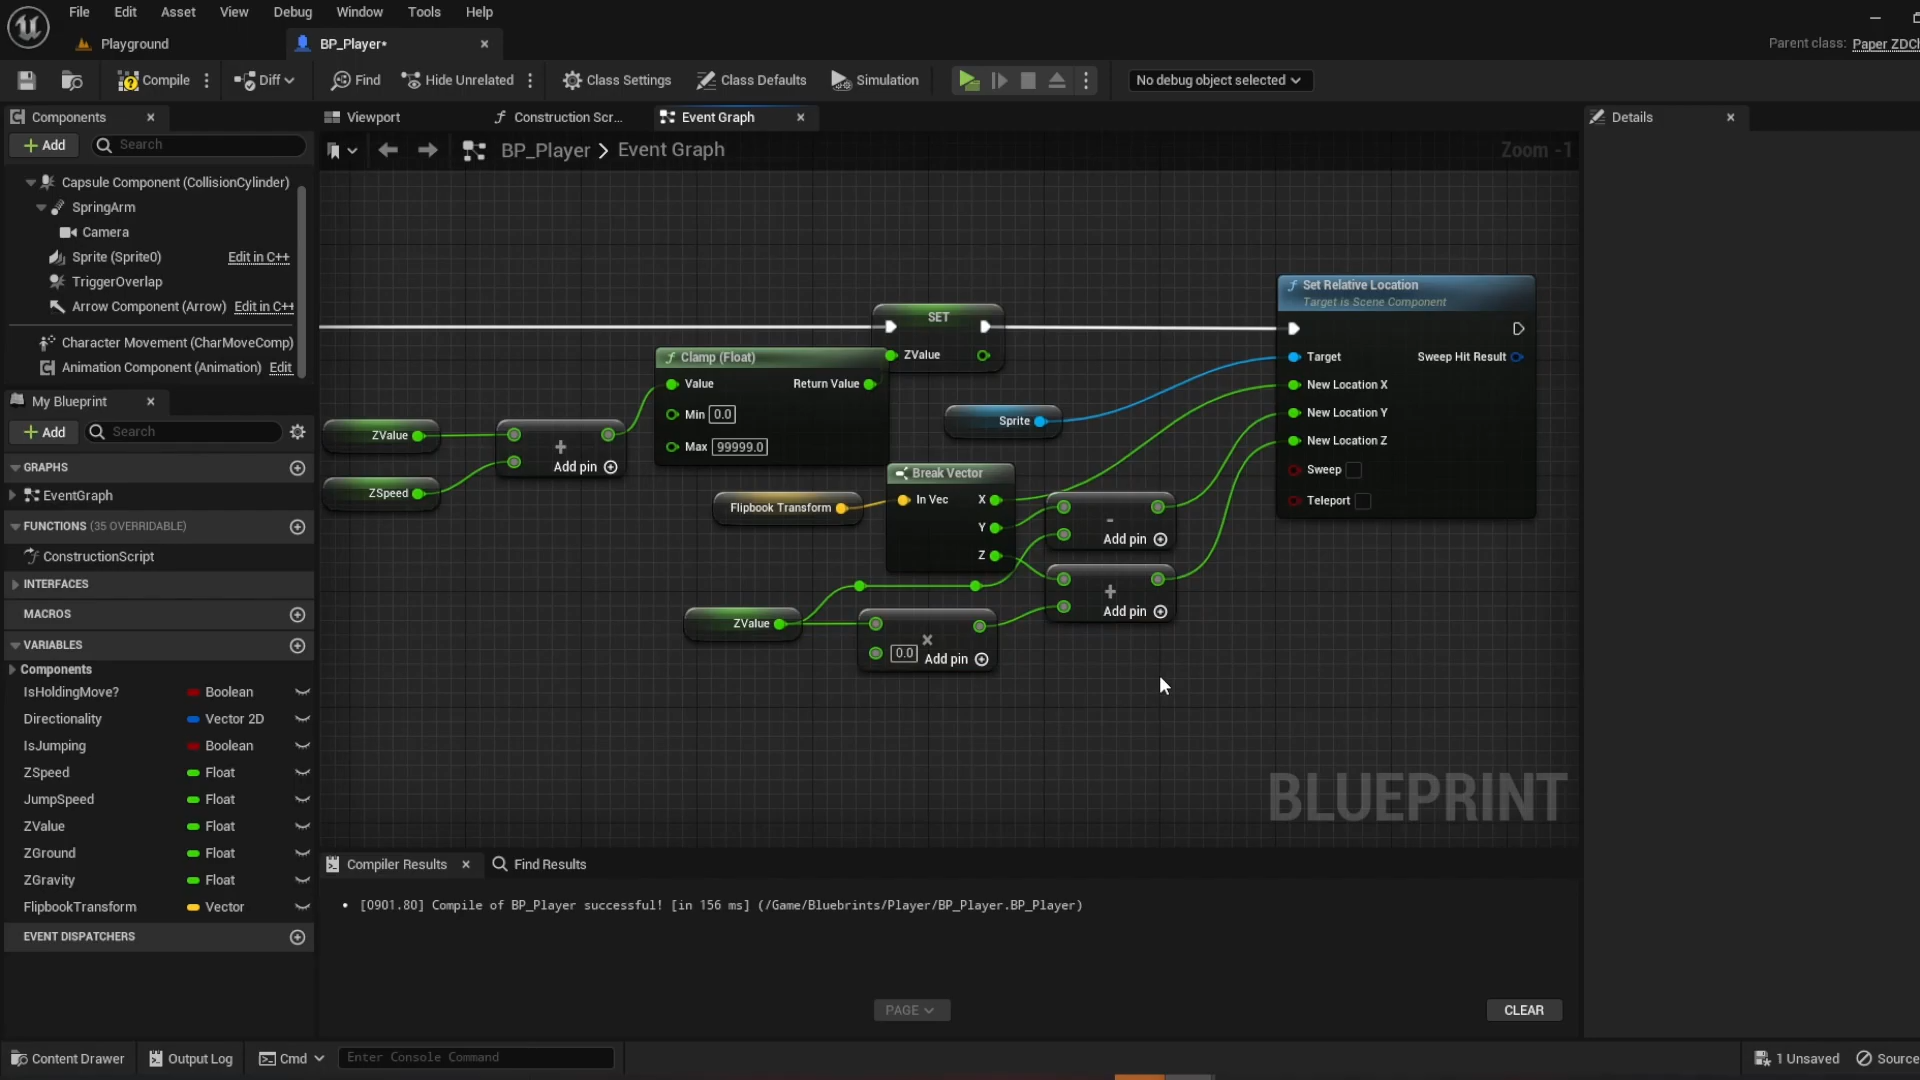 File Edit Asset View Debug Window Tools Help
Playground
BP_Player*
Parent class: Paper ZDCh
Compile
Diff
Find
Hide Unrelated
Class Settings
Class Defaults
Simulation
No debug object selected
Components
Viewport
Construction Scr...
Event Graph
Details
Add
Search
BP_Player > Event Graph
Zoom -1
Capsule Component (CollisionCylinder)
SpringArm
Camera
Sprite (Sprite0) Edit in C++
TriggerOverlap
Arrow Component (Arrow) Edit in C++
Character Movement (CharMoveComp)
Animation Component (Animation) Edit
My Blueprint
Add
Search
GRAPHS
EventGraph
FUNCTIONS (35 OVERRIDABLE)
ConstructionScript
INTERFACES
MACROS
VARIABLES
Components
IsHoldingMove? Boolean
Directionality Vector 2D
IsJumping Boolean
ZSpeed Float
JumpSpeed Float
ZValue Float
ZGround Float
ZGravity Float
FlipbookTransform Vector
EVENT DISPATCHERS
ZValue
ZSpeed
+
Add pin
Clamp (Float)
Value Return Value
Min 0.0
Max 99999.0
SET
ZValue
Sprite
Flipbook Transform
Break Vector
In Vec X
Y
Z
-
Add pin
+
Add pin
ZValue
0.0
×
Add pin
Set Relative Location
Target is Scene Component
Target Sweep Hit Result
New Location X
New Location Y
New Location Z
Sweep
Teleport
BLUEPRINT
Compiler Results
Find Results
• [0901.80] Compile of BP_Player successful! [in 156 ms] (/Game/Bluebrints/Player/BP_Player.BP_Player)
PAGE
CLEAR
Content Drawer
Output Log
Cmd
Enter Console Command
1 Unsaved
Source